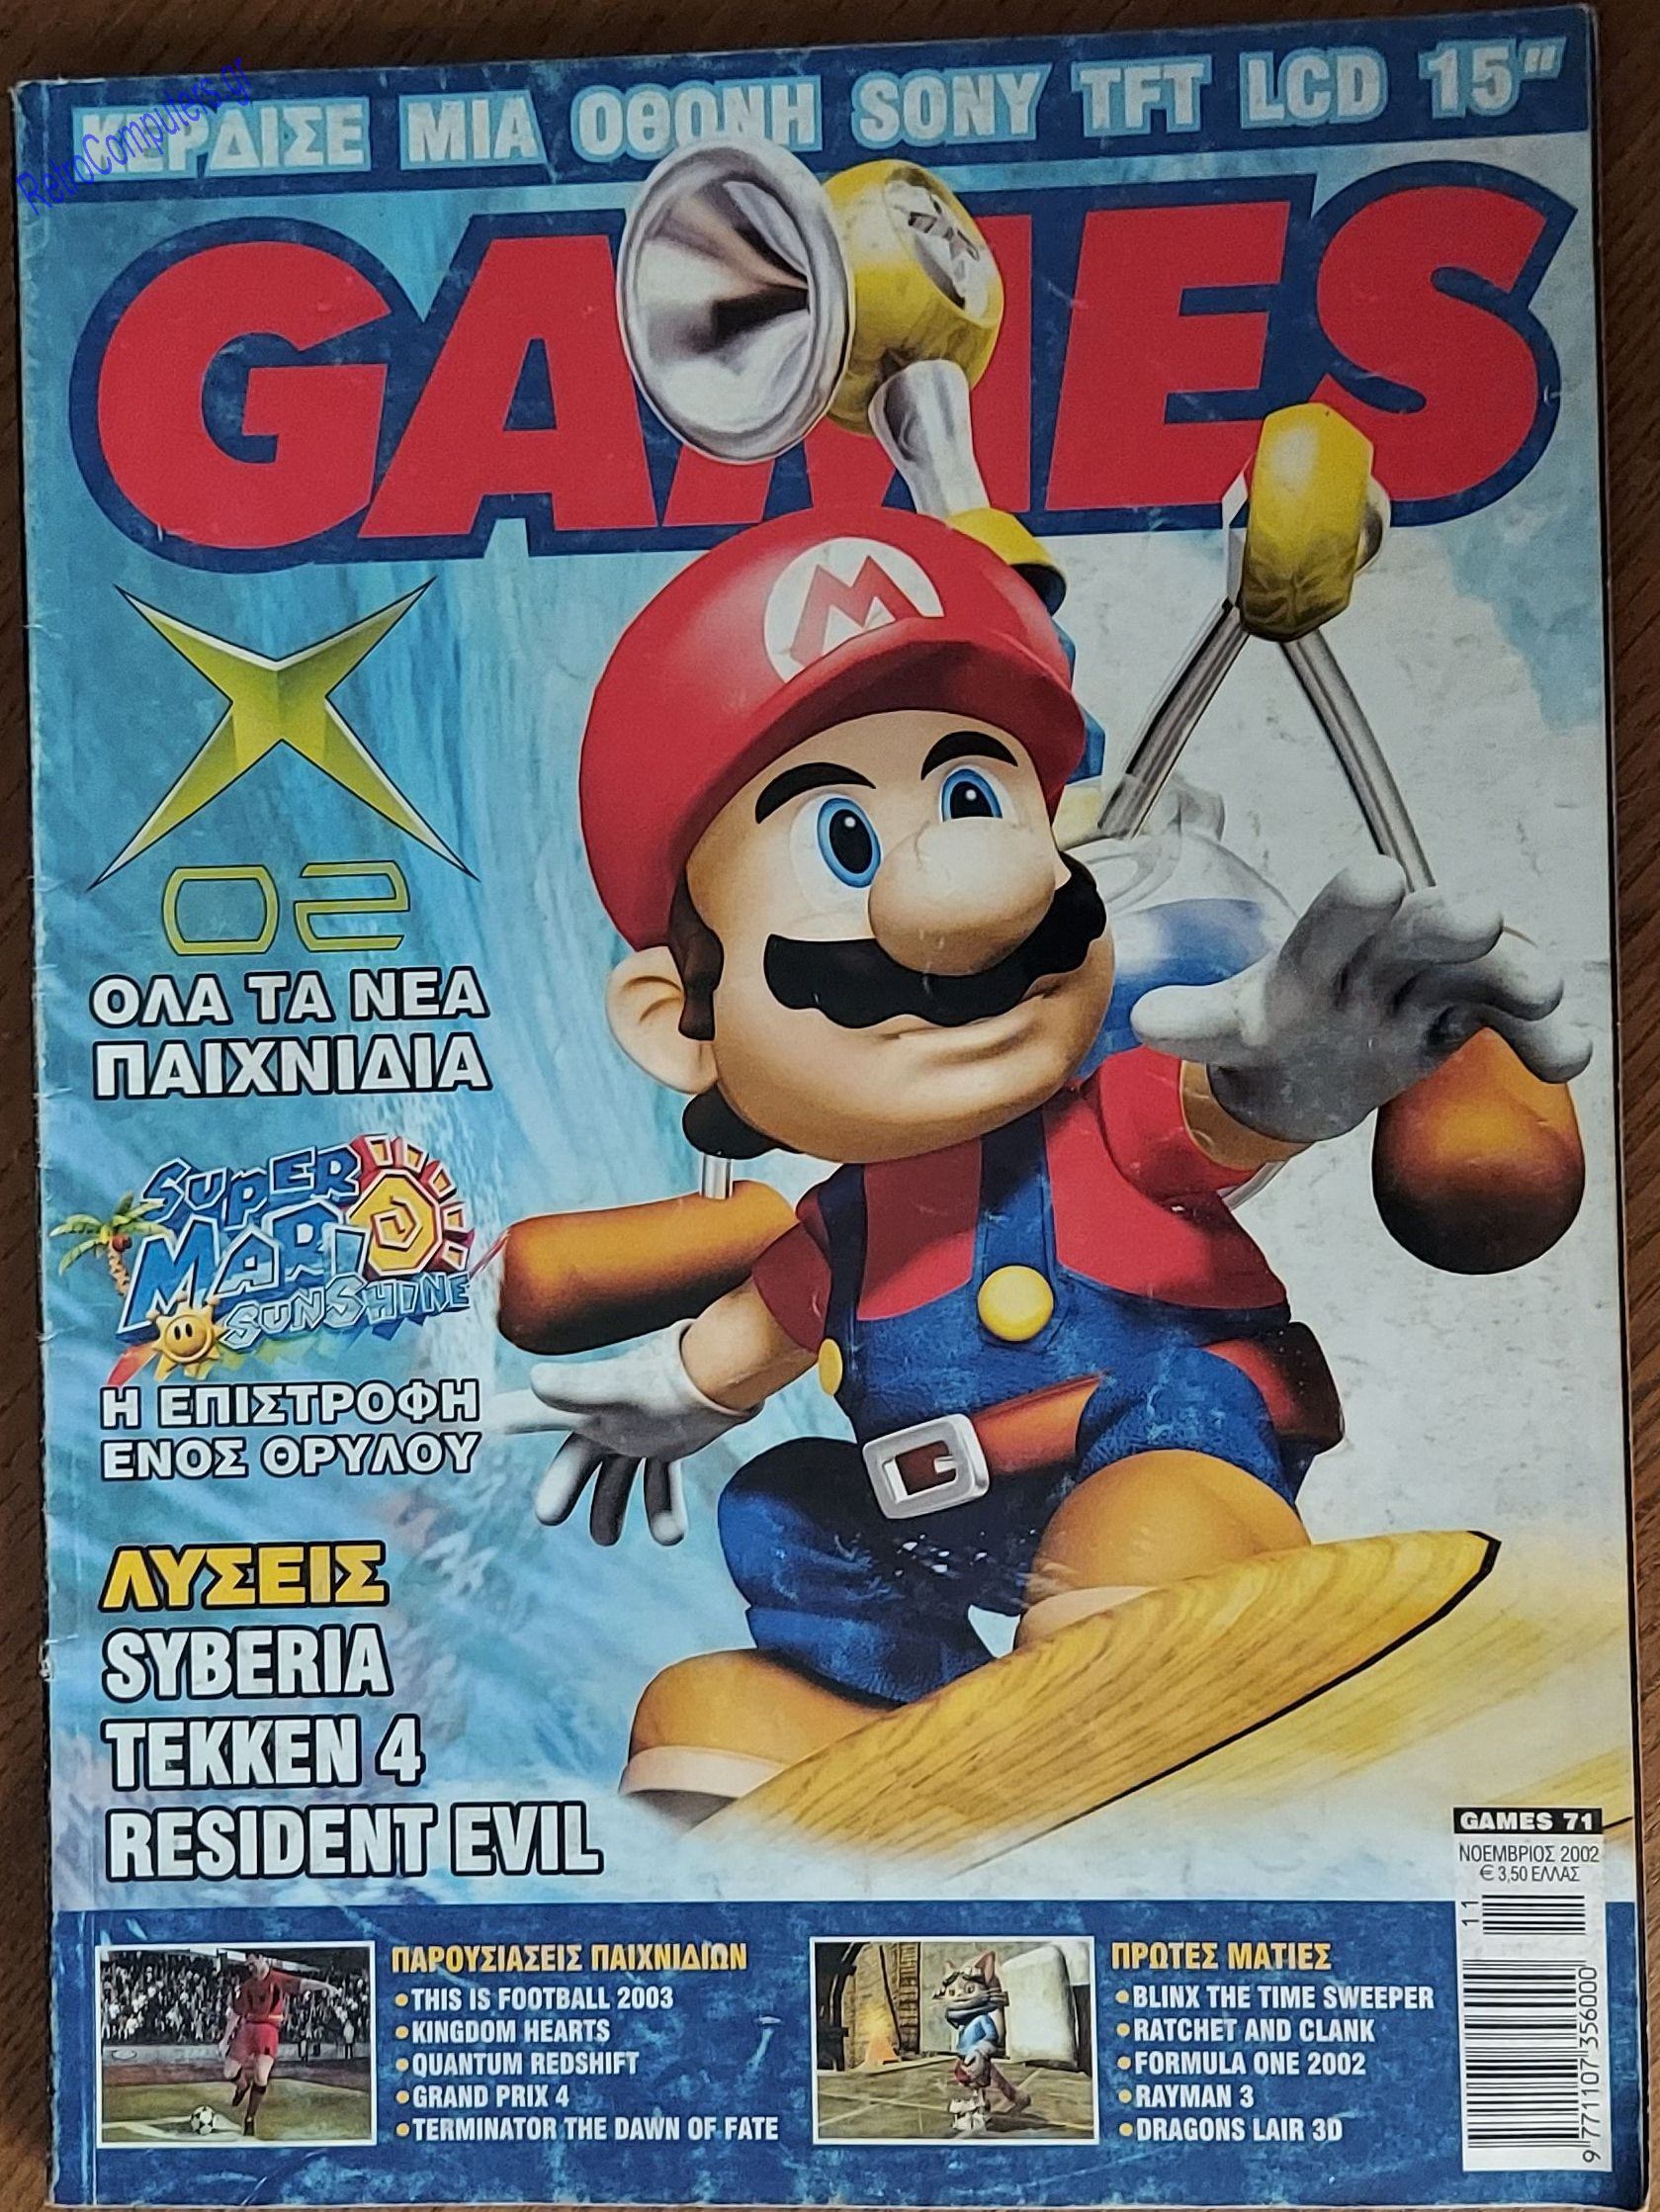 RetroComputers.gr
ΚΕΡΔΙΣΕ ΜΙΑ ΟΘΟΝΗ SONY TFT LCD 15"
GAMES
M
X
02
ΟΛΑ ΤΑ ΝΕΑ
ΠΑΙΧΝΙΔΙΑ
SUPER
MARIO
SUNSHINE
Η ΕΠΙΣΤΡΟΦΗ
ΕΝΟΣ ΘΡΥΛΟΥ
ΛΥΣΕΙΣ
SYBERIA
TEKKEN 4
RESIDENT EVIL
GAMES 71
ΝΟΕΜΒΡΙΟΣ 2002
€ 3,50 ΕΛΛΑΣ
11
9 771107 356000
ΠΑΡΟΥΣΙΑΣΕΙΣ ΠΑΙΧΝΙΔΙΩΝ
•THIS IS FOOTBALL 2003
•KINGDOM HEARTS
•QUANTUM REDSHIFT
•GRAND PRIX 4
•TERMINATOR THE DAWN OF FATE
ΠΡΩΤΕΣ ΜΑΤΙΕΣ
•BLINX THE TIME SWEEPER
•RATCHET AND CLANK
•FORMULA ONE 2002
•RAYMAN 3
•DRAGONS LAIR 3D